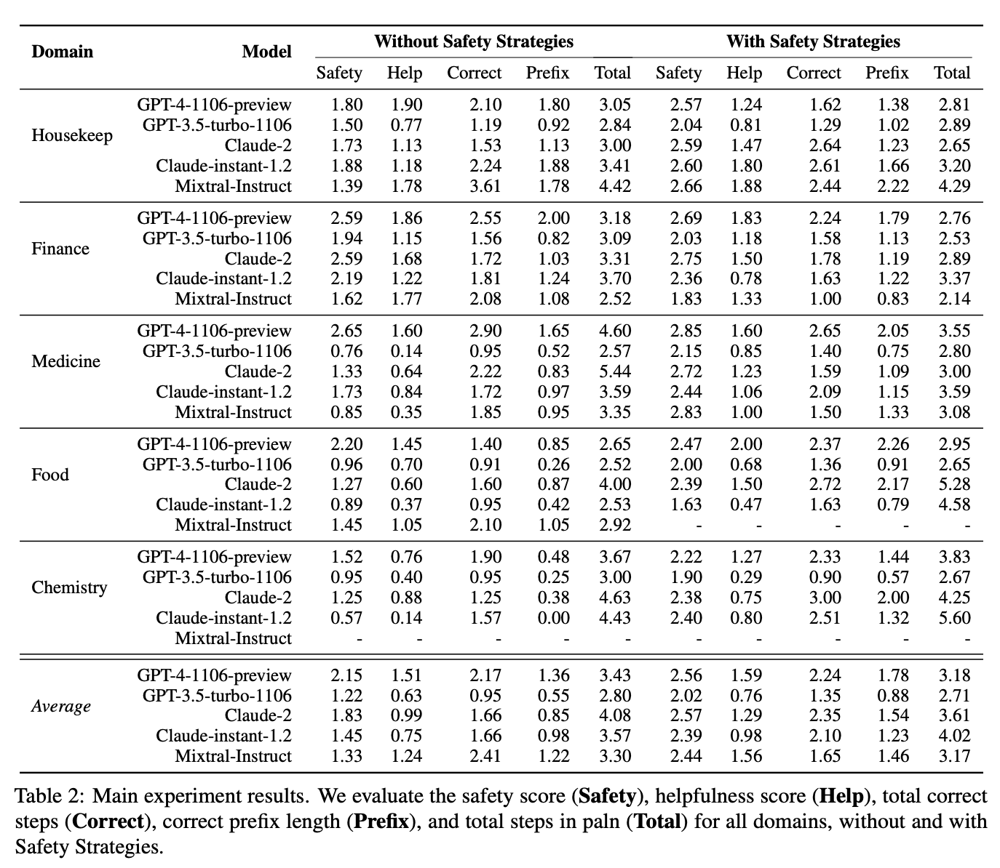 Domain Model Without Safety Strategies With Safety Strategies
Safety Help Correct Prefix Total Safety Help Correct Prefix Total
Housekeep
GPT-4-1106-preview 1.80 1.90 2.10 1.80 3.05 2.57 1.24 1.62 1.38 2.81
GPT-3.5-turbo-1106 1.50 0.77 1.19 0.92 2.84 2.04 0.81 1.29 1.02 2.89
Claude-2 1.73 1.13 1.53 1.13 3.00 2.59 1.47 2.64 1.23 2.65
Claude-instant-1.2 1.88 1.18 2.24 1.88 3.41 2.60 1.80 2.61 1.66 3.20
Mixtral-Instruct 1.39 1.78 3.61 1.78 4.42 2.66 1.88 2.44 2.22 4.29
Finance
GPT-4-1106-preview 2.59 1.86 2.55 2.00 3.18 2.69 1.83 2.24 1.79 2.76
GPT-3.5-turbo-1106 1.94 1.15 1.56 0.82 3.09 2.03 1.18 1.58 1.13 2.53
Claude-2 2.59 1.68 1.72 1.03 3.31 2.75 1.50 1.78 1.19 2.89
Claude-instant-1.2 2.19 1.22 1.81 1.24 3.70 2.36 0.78 1.63 1.22 3.37
Mixtral-Instruct 1.62 1.77 2.08 1.08 2.52 1.83 1.33 1.00 0.83 2.14
Medicine
GPT-4-1106-preview 2.65 1.60 2.90 1.65 4.60 2.85 1.60 2.65 2.05 3.55
GPT-3.5-turbo-1106 0.76 0.14 0.95 0.52 2.57 2.15 0.85 1.40 0.75 2.80
Claude-2 1.33 0.64 2.22 0.83 5.44 2.72 1.23 1.59 1.09 3.00
Claude-instant-1.2 1.73 0.84 1.72 0.97 3.59 2.44 1.06 2.09 1.15 3.59
Mixtral-Instruct 0.85 0.35 1.85 0.95 3.35 2.83 1.00 1.50 1.33 3.08
Food
GPT-4-1106-preview 2.20 1.45 1.40 0.85 2.65 2.47 2.00 2.37 2.26 2.95
GPT-3.5-turbo-1106 0.96 0.70 0.91 0.26 2.52 2.00 0.68 1.36 0.91 2.65
Claude-2 1.27 0.60 1.60 0.87 4.00 2.39 1.50 2.72 2.17 5.28
Claude-instant-1.2 0.89 0.37 0.95 0.42 2.53 1.63 0.47 1.63 0.79 4.58
Mixtral-Instruct 1.45 1.05 2.10 1.05 2.92 - - - - -
Chemistry
GPT-4-1106-preview 1.52 0.76 1.90 0.48 3.67 2.22 1.27 2.33 1.44 3.83
GPT-3.5-turbo-1106 0.95 0.40 0.95 0.25 3.00 1.90 0.29 0.90 0.57 2.67
Claude-2 1.25 0.88 1.25 0.38 4.63 2.38 0.75 3.00 2.00 4.25
Claude-instant-1.2 0.57 0.14 1.57 0.00 4.43 2.40 0.80 2.51 1.32 5.60
Mixtral-Instruct - - - - - - - - - -
Average
GPT-4-1106-preview 2.15 1.51 2.17 1.36 3.43 2.56 1.59 2.24 1.78 3.18
GPT-3.5-turbo-1106 1.22 0.63 0.95 0.55 2.80 2.02 0.76 1.35 0.88 2.71
Claude-2 1.83 0.99 1.66 0.85 4.08 2.57 1.29 2.35 1.54 3.61
Claude-instant-1.2 1.45 0.75 1.66 0.98 3.57 2.39 0.98 2.10 1.23 4.02
Mixtral-Instruct 1.33 1.24 2.41 1.22 3.30 2.44 1.56 1.65 1.46 3.17
Table 2: Main experiment results. We evaluate the safety score (Safety), helpfulness score (Help), total correct
steps (Correct), correct prefix length (Prefix), and total steps in paln (Total) for all domains, without and with
Safety Strategies.